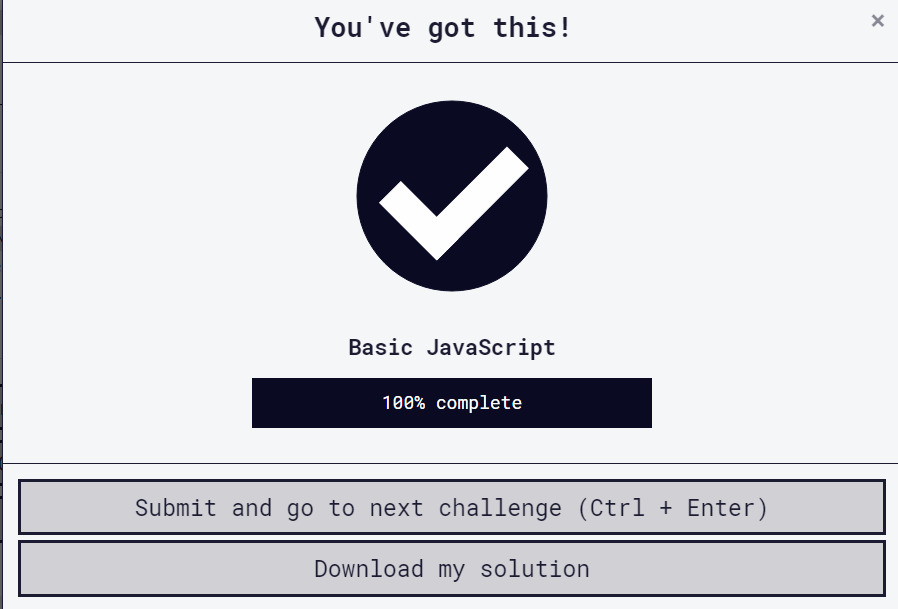 You've got this!
×
Basic JavaScript
100% complete
Submit and go to next challenge (Ctrl + Enter)
Download my solution